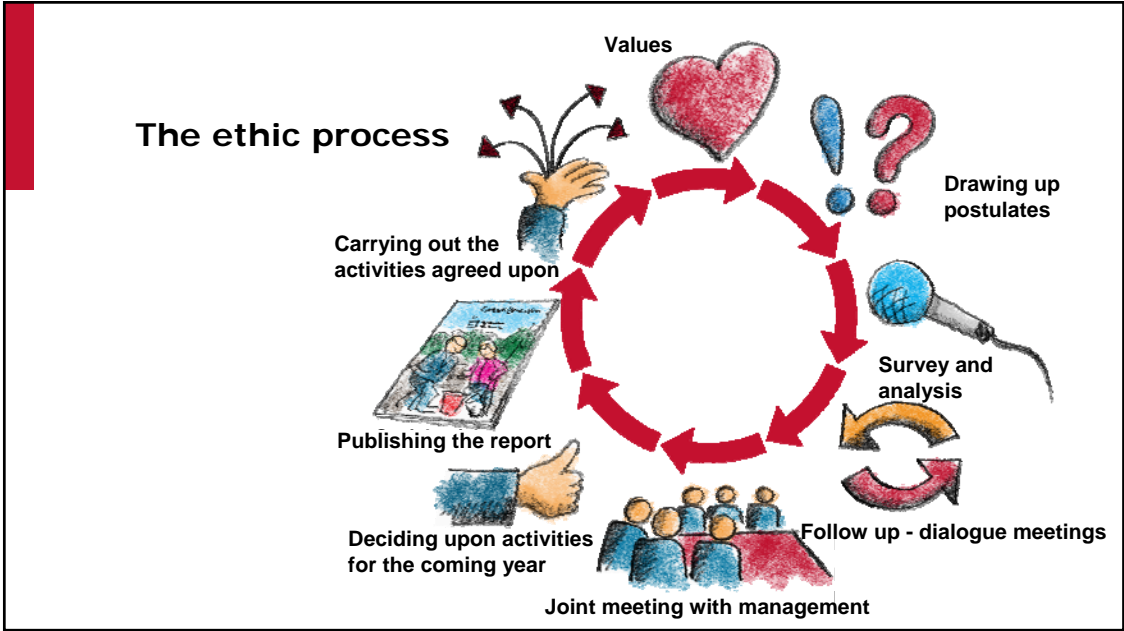 The ethic process
Values
Drawing up
postulates
Survey and
analysis
Follow up - dialogue meetings
Joint meeting with management
Deciding upon activities
for the coming year
Publishing the report
Carrying out the
activities agreed upon